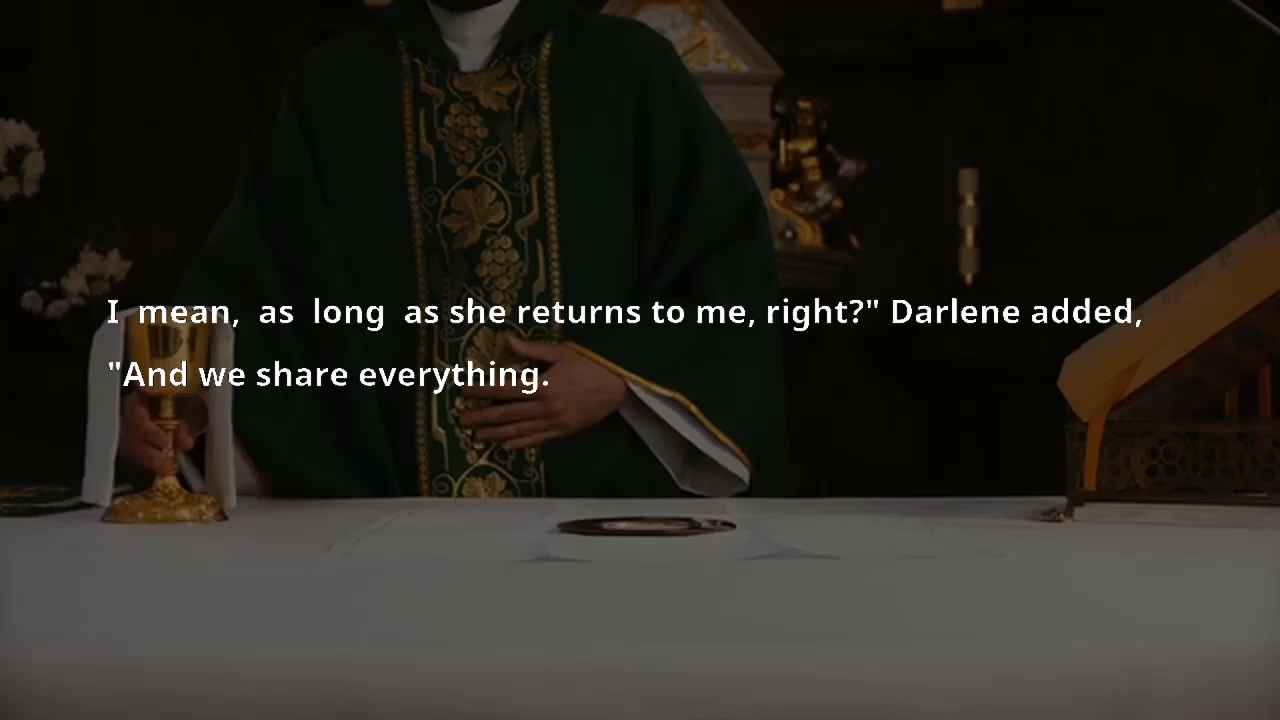 I mean, as long as she returns to me, right?" Darlene added,
"And we share everything.